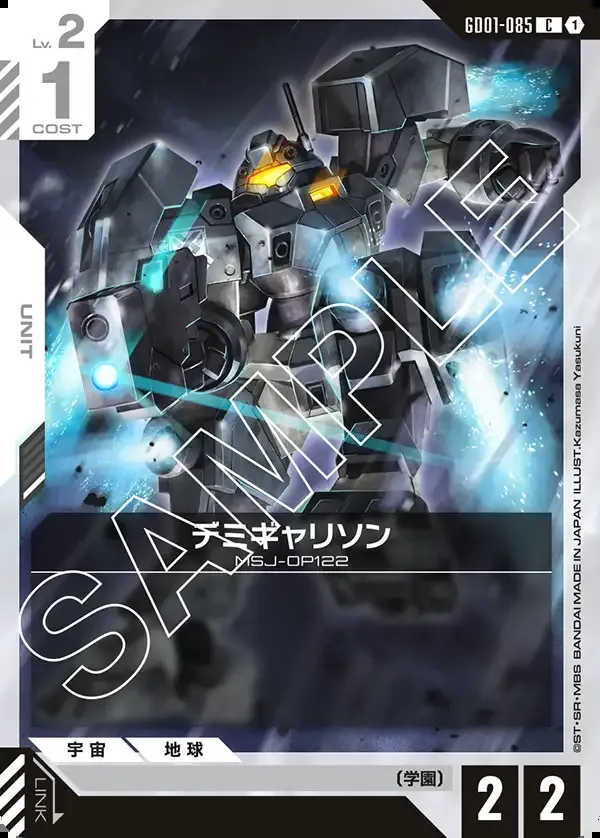 Lv. 2
1
COST
GD01-085 C 1
UNIT
SAMPLE
デミギャリソン
MSJ-OP122
宇宙 地球
LINK
〔学園〕
2 2
©ST・SR・MBS BANDAI MADE IN JAPAN ILLUST.Kazumasa Yasukuni